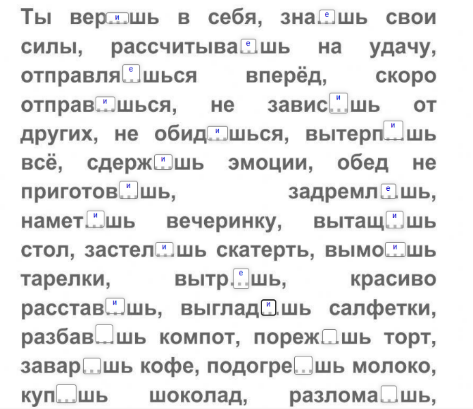 Ты вер и шь в себя, зна е шь свои
силы, рассчитыва е шь на удачу,
отправля е шься вперёд, скоро
отправ и шься, не завис и шь от
других, не обид и шься, вытерп и шь
всё, сдерж и шь эмоции, обед не
приготов и шь, задремл е шь,
намет и шь вечеринку, вытащ и шь
стол, застел и шь скатерть, вымо и шь
тарелки, вытр е шь, красиво
расстав и шь, выглад и шь салфетки,
разбав шь компот, пореж шь торт,
завар шь кофе, подогре шь молоко,
куп шь шоколад, разлома шь,